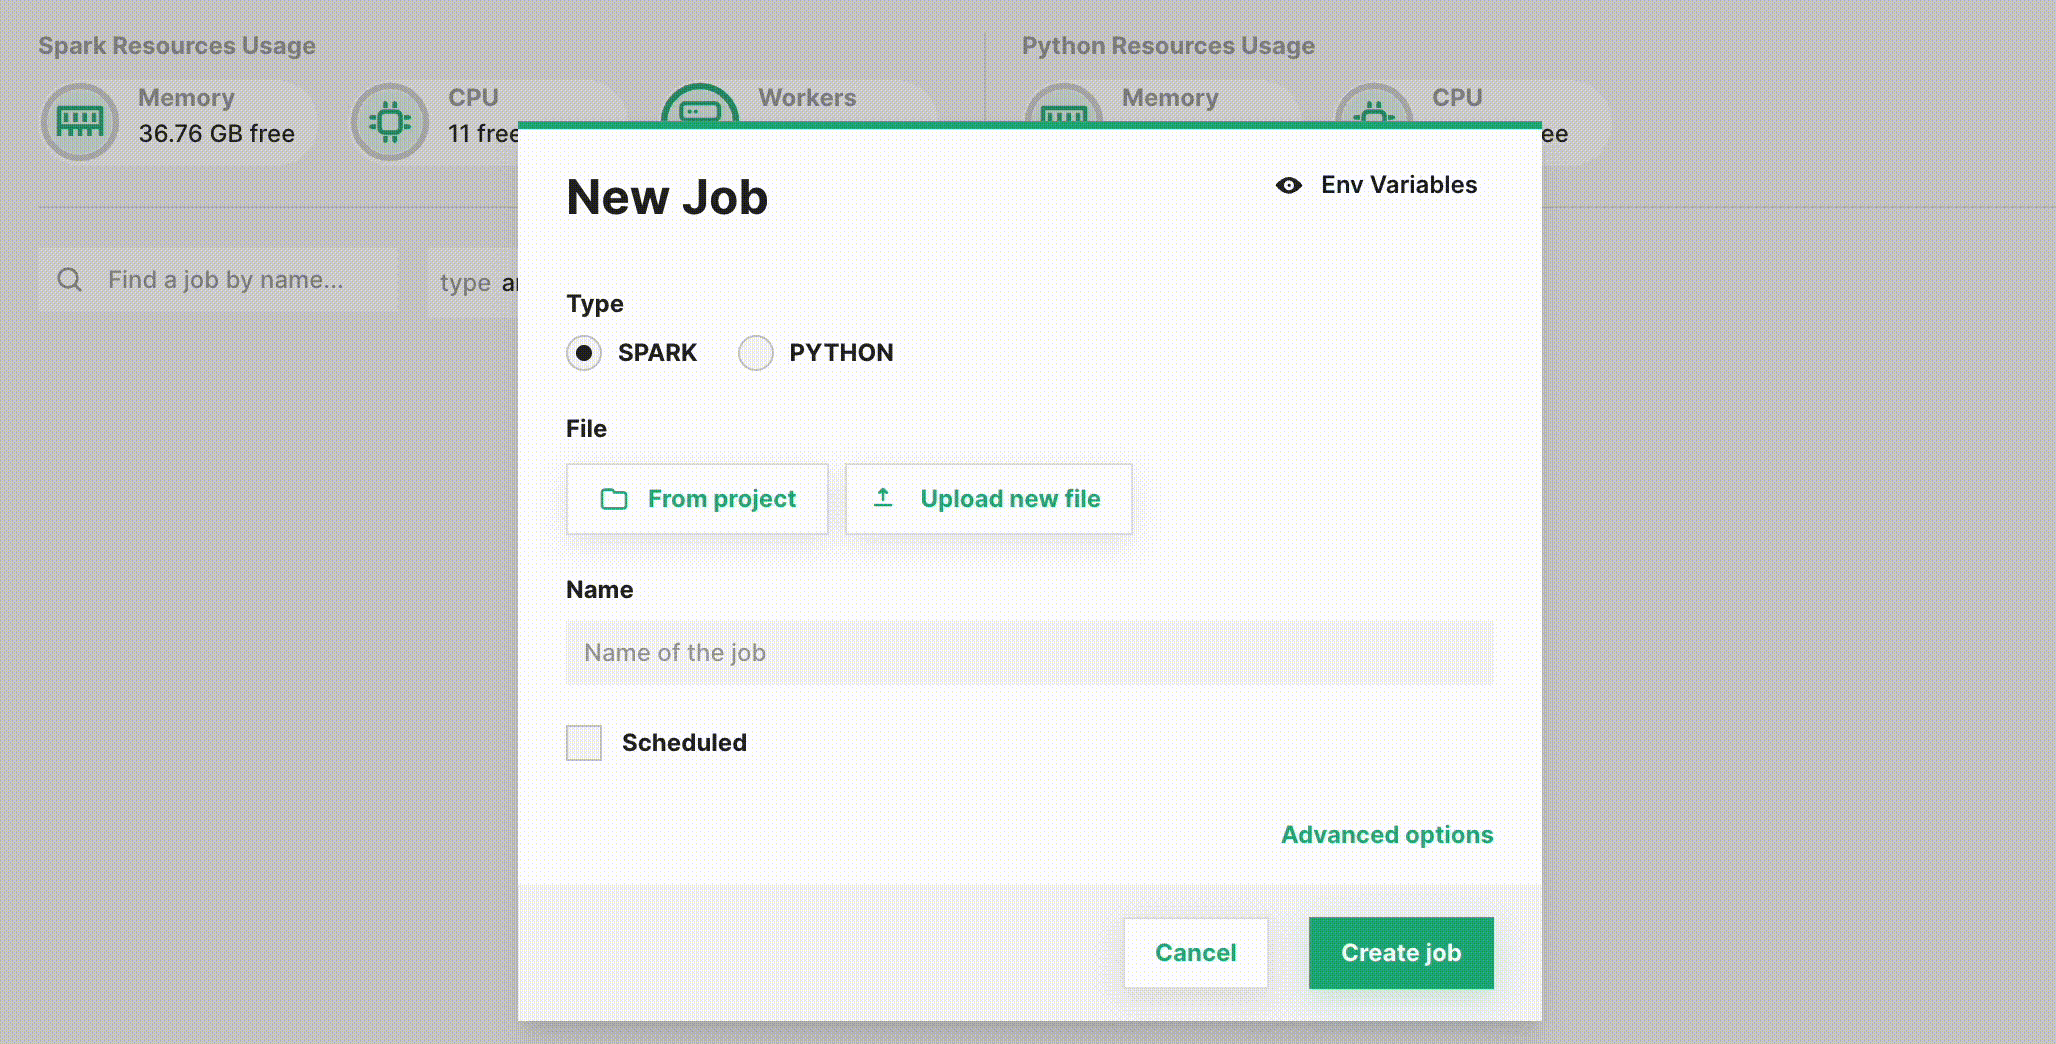 Spark Resources Usage
Python Resources Usage
Memory
36.76 GB free
CPU
11 free
Workers
Memory
CPU
New Job
Env Variables
Find a job by name...
type
Type
SPARK
PYTHON
File
From project
Upload new file
Name
Name of the job
Scheduled
Advanced options
Cancel
Create job